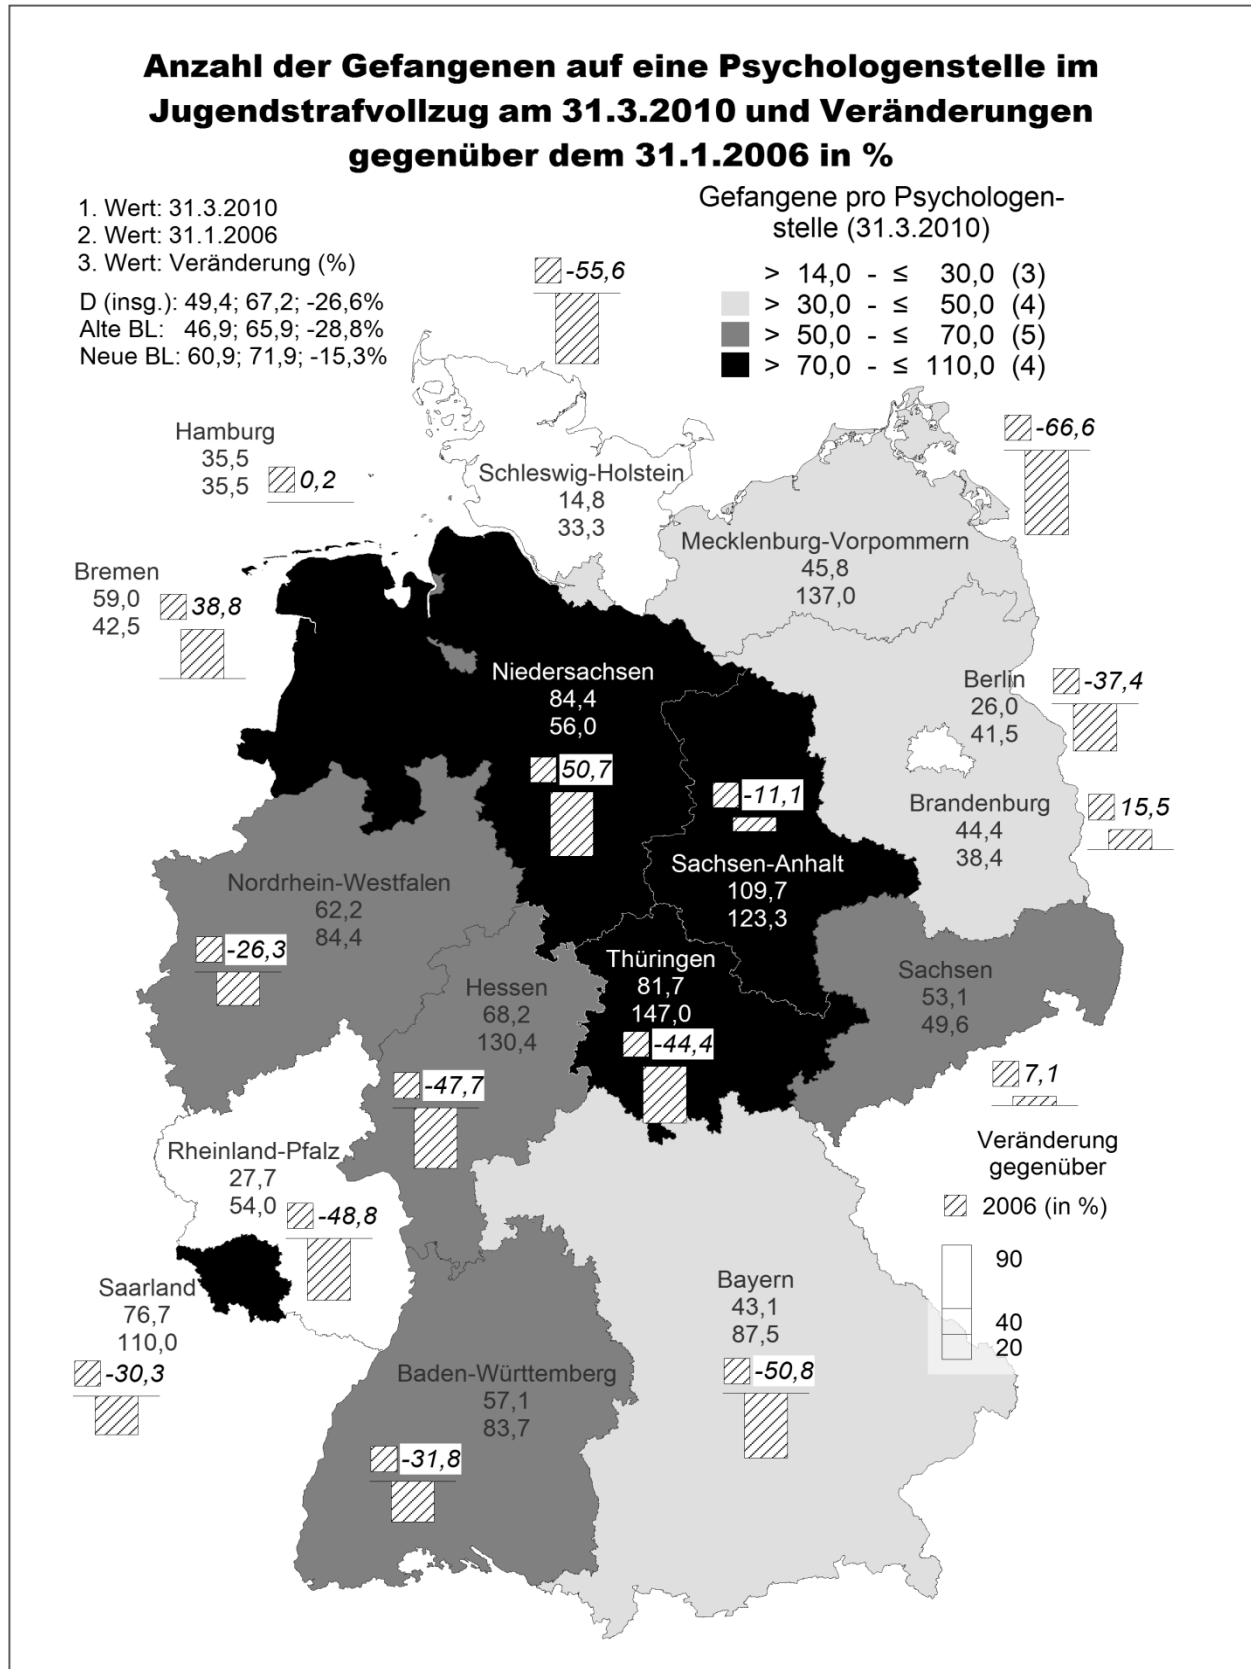 Anzahl der Gefangenen auf eine Psychologenstelle im
Jugendstrafvollzug am 31.3.2010 und Veränderungen
gegenüber dem 31.1.2006 in %
1. Wert: 31.3.2010
2. Wert: 31.1.2006
3. Wert: Veränderung (%)
D (insg.): 49,4; 67,2; -26,6%
Alte BL: 46,9; 65,9; -28,8%
Neue BL: 60,9; 71,9; -15,3%
Gefangene pro Psychologen-
stelle (31.3.2010)
> 14,0 - ≤ 30,0 (3)
> 30,0 - ≤ 50,0 (4)
> 50,0 - ≤ 70,0 (5)
> 70,0 - ≤ 110,0 (4)
-55,6
Schleswig-Holstein
14,8
33,3
Hamburg
35,5
35,5
0,2
-66,6
Mecklenburg-Vorpommern
45,8
137,0
Bremen
59,0
42,5
38,8
Niedersachsen
84,4
56,0
50,7
Berlin
26,0
41,5
-37,4
Brandenburg
44,4
38,4
15,5
-11,1
Sachsen-Anhalt
109,7
123,3
Nordrhein-Westfalen
62,2
84,4
-26,3
Hessen
68,2
130,4
-47,7
Thüringen
81,7
147,0
-44,4
Sachsen
53,1
49,6
7,1
Rheinland-Pfalz
27,7
54,0
-48,8
Saarland
76,7
110,0
-30,3
Baden-Württemberg
57,1
83,7
-31,8
Bayern
43,1
87,5
-50,8
Veränderung
gegenüber
2006 (in %)
90
40
20